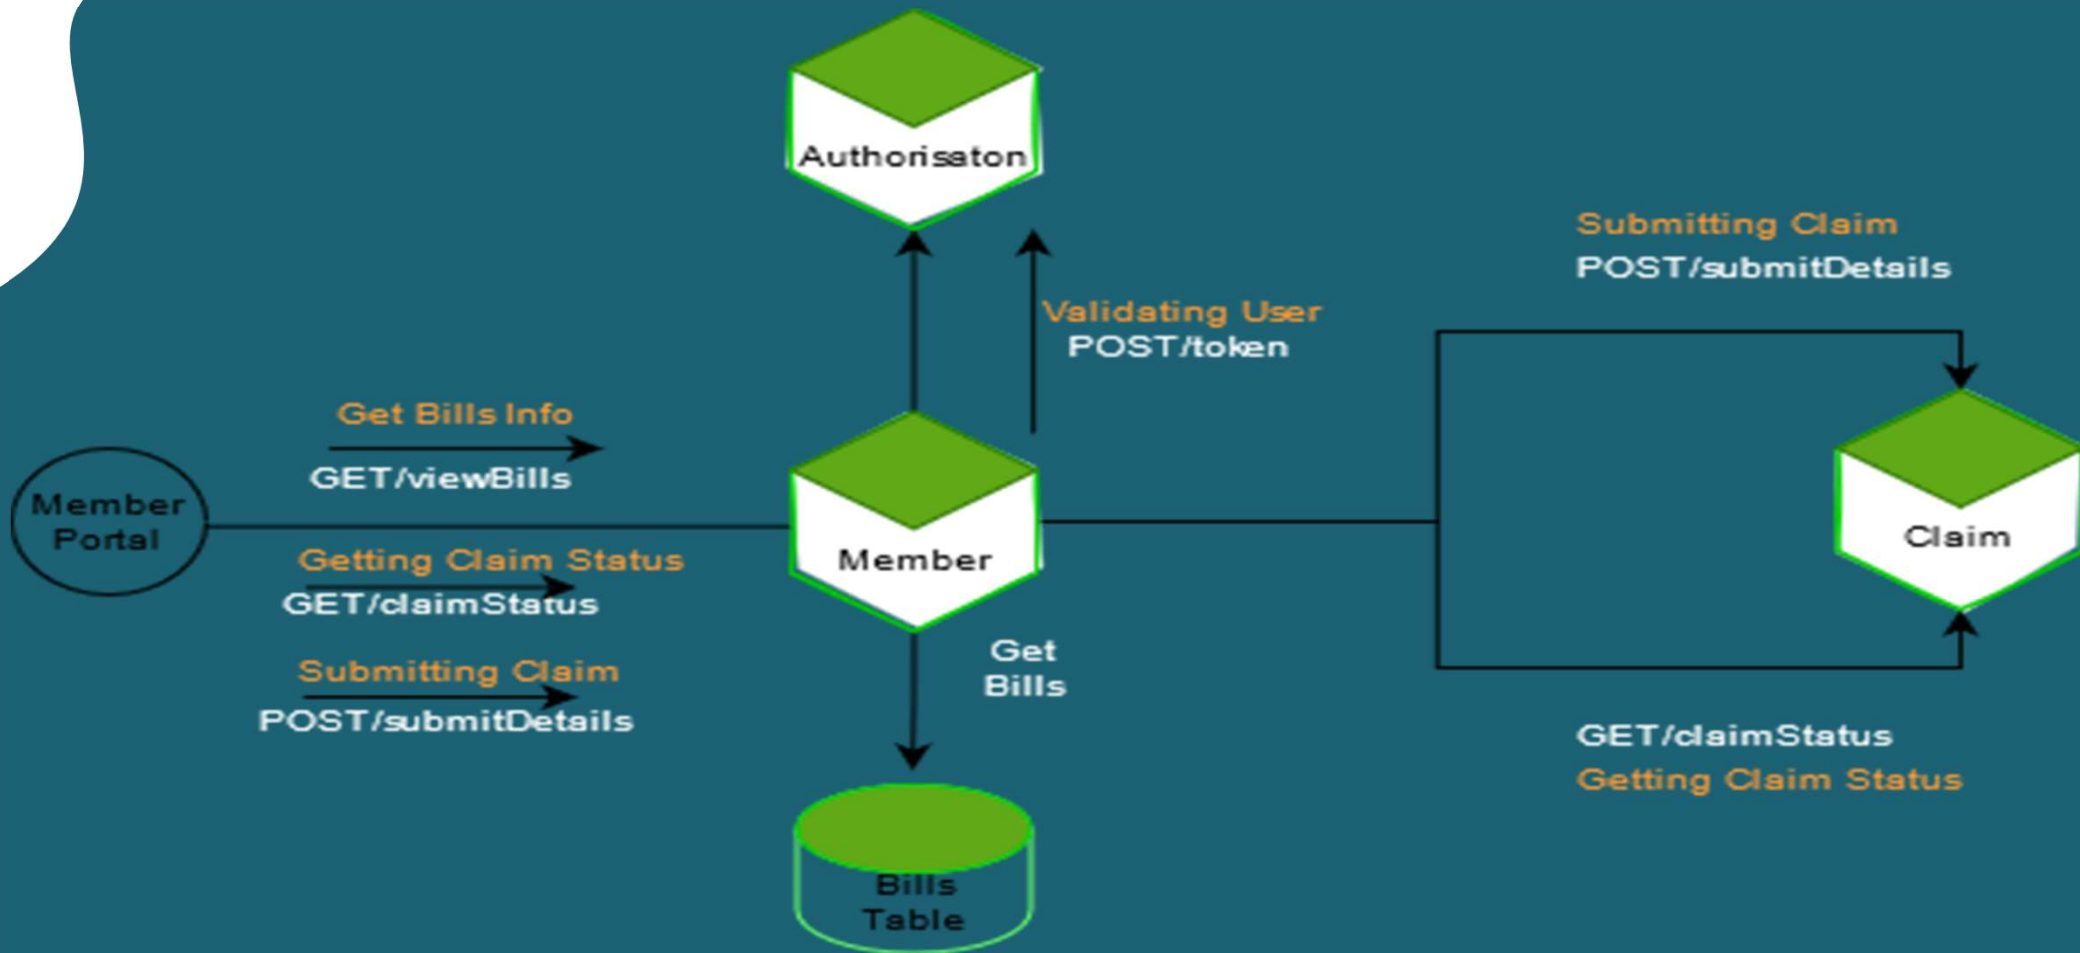 Authorisaton
Submitting Claim
POST/submitDetails
Validating User
POST/token
Get Bills Info
GET/viewBills
Member
Portal
Getting Claim Status
GET/claimStatus
Submitting Claim
POST/submitDetails
Member
Get
Bills
Claim
GET/claimStatus
Getting Claim Status
Bills
Table